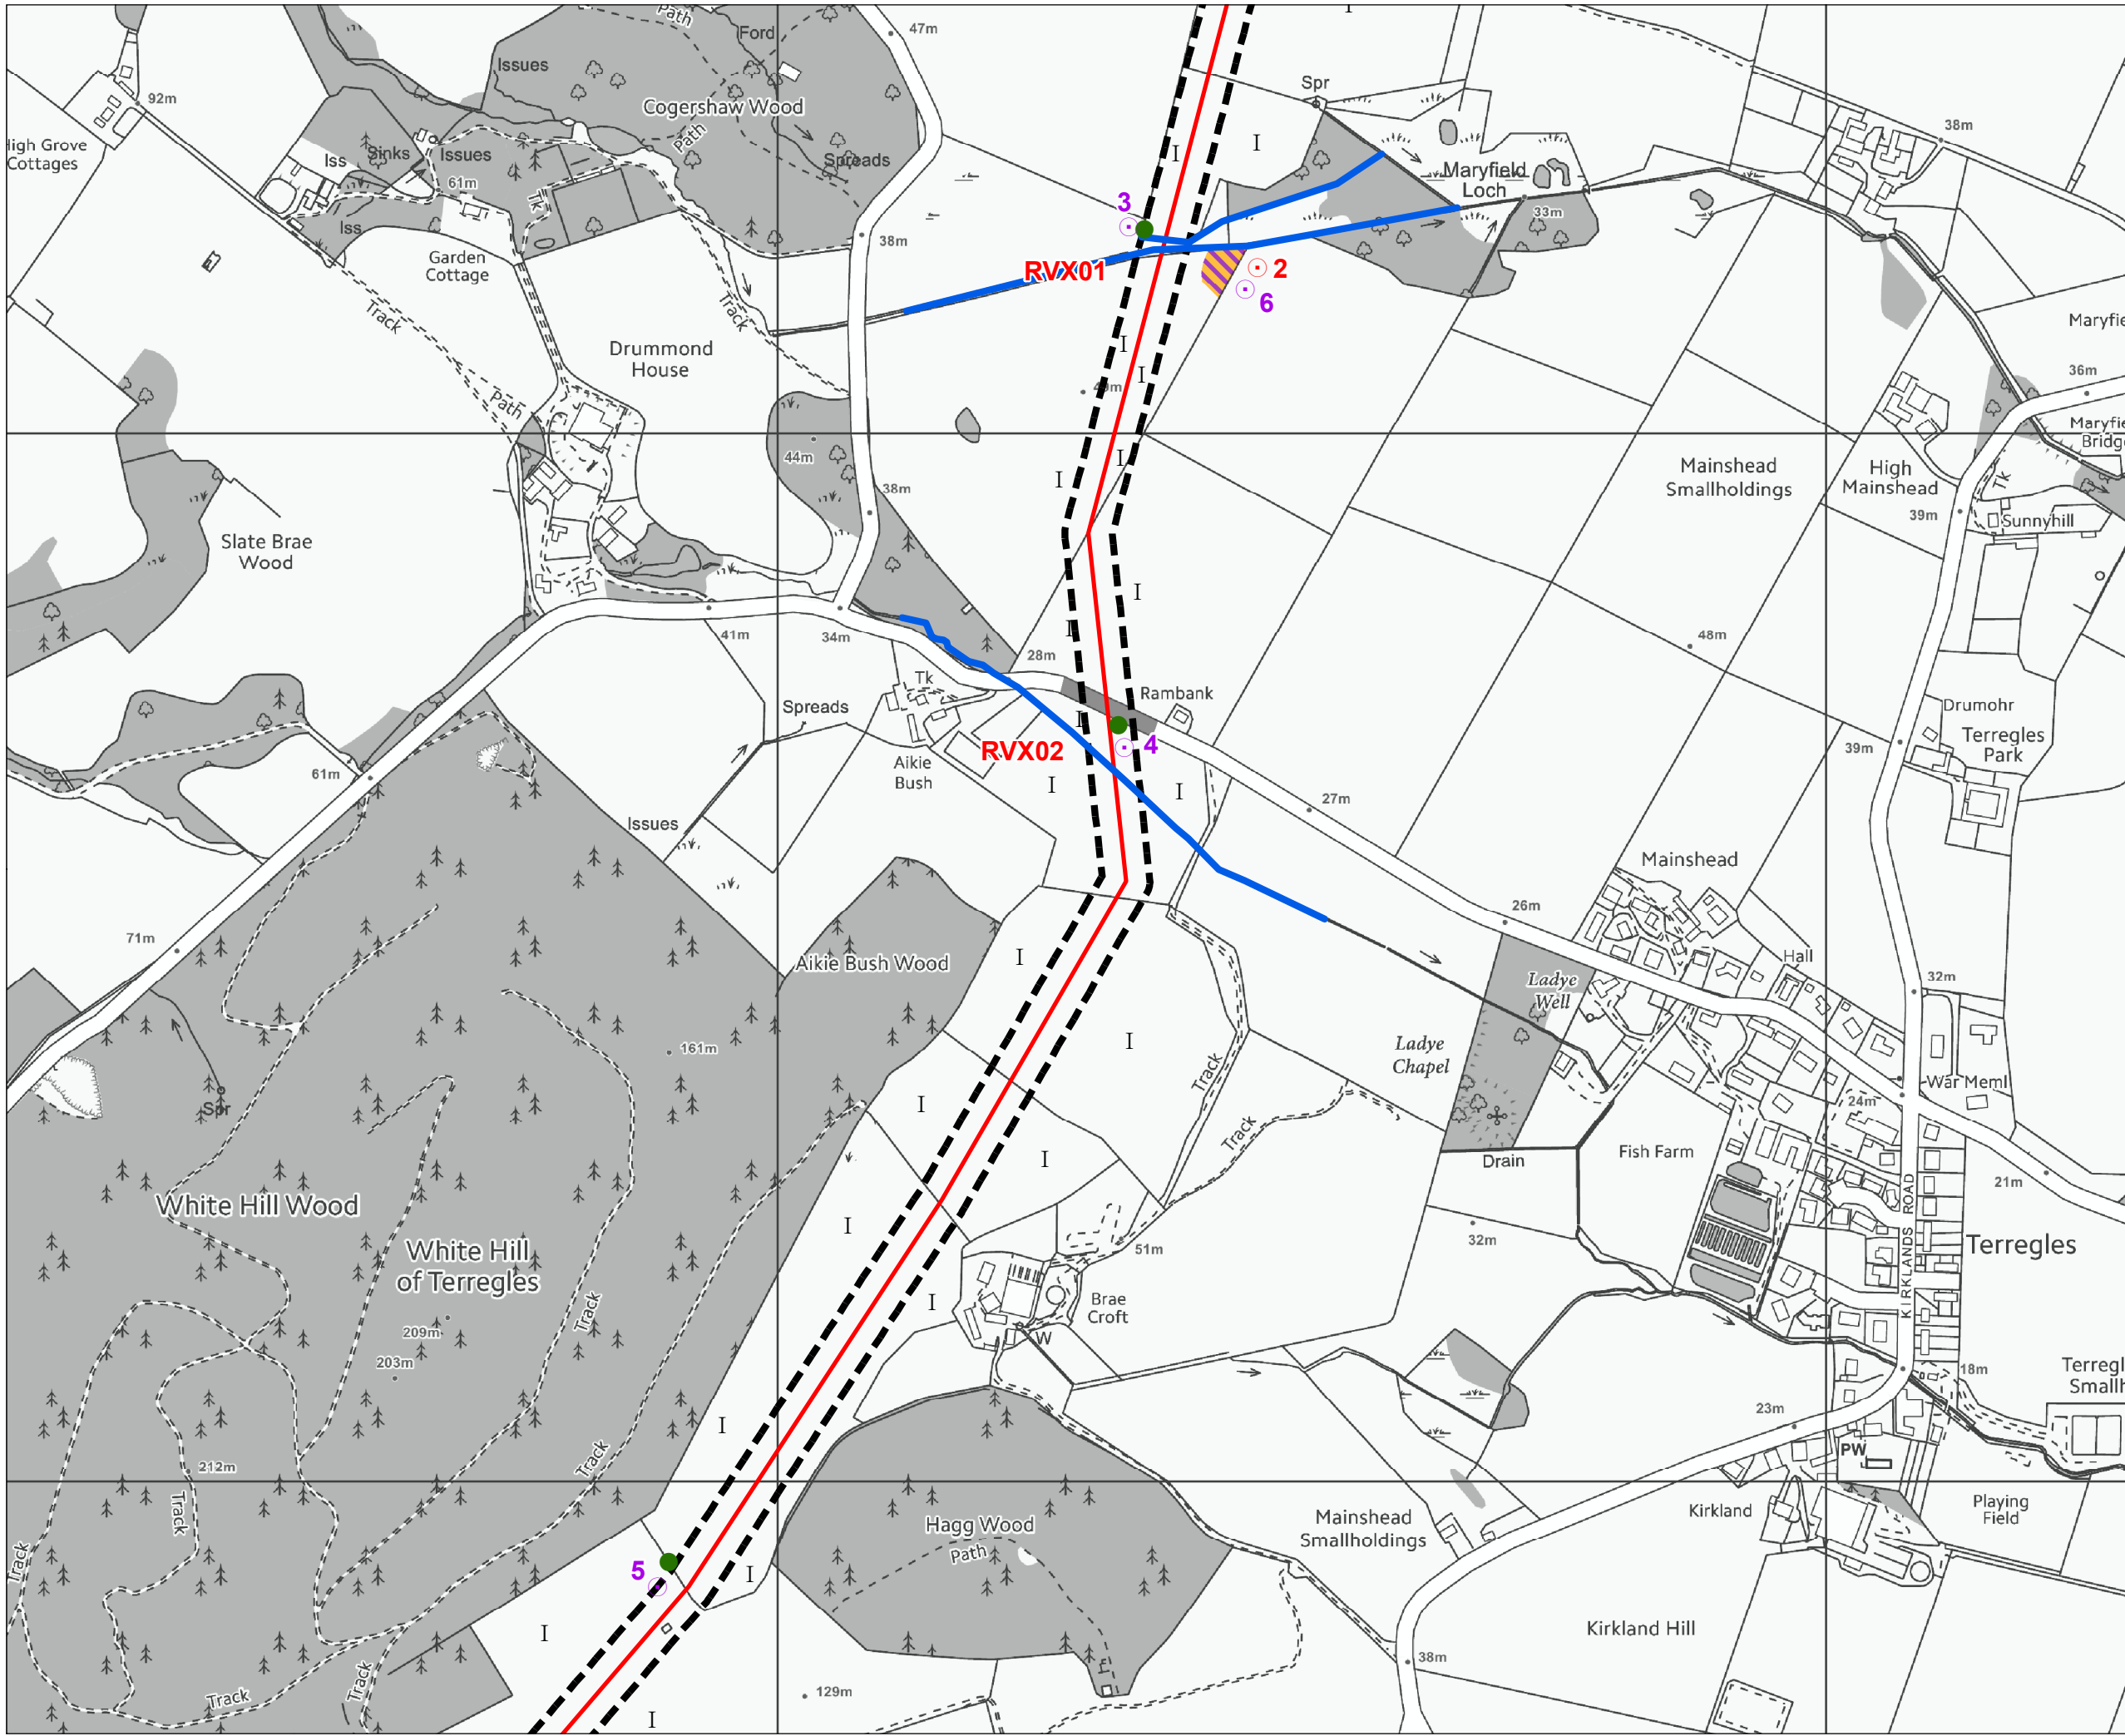 Path
Ford
47m
Issues
Cogershaw Wood
Path
92m
Spr
38m
High Grove
Cottages
Iss
Sinks
Issues
Spreads
Maryfield
Loch
61m
Tk
3
33m
Iss
38m
Garden
Cottage
RVX01
2
6
Track
Track
Drummond
House
36m
Path
44m
38m
Mainshead
Smallholdings
High
Mainshead
Tk
39m
Sunnyhill
Slate Brae
Wood
41m
34m
28m
48m
Tk
Rambank
Spreads
Drumohr
Terregles
Park
RVX02
4
39m
61m
Aikie
Bush
27m
Issues
Mainshead
26m
71m
Aikie Bush Wood
Hall
Ladye
Well
32m
161m
Ladye
Chapel
Track
War Meml
Spr
24m
Track
Drain
Fish Farm
21m
White Hill Wood
KIRKLANDS ROAD
32m
Terregles
White Hill
of Terregles
51m
Brae
Croft
Track
209m
W
203m
18m
23m
Track
PW
212m
Track
Mainshead
Smallholdings
Kirkland
Playing
Field
Hagg Wood
Path
Track
5
Kirkland Hill
38m
Track
Track
129m